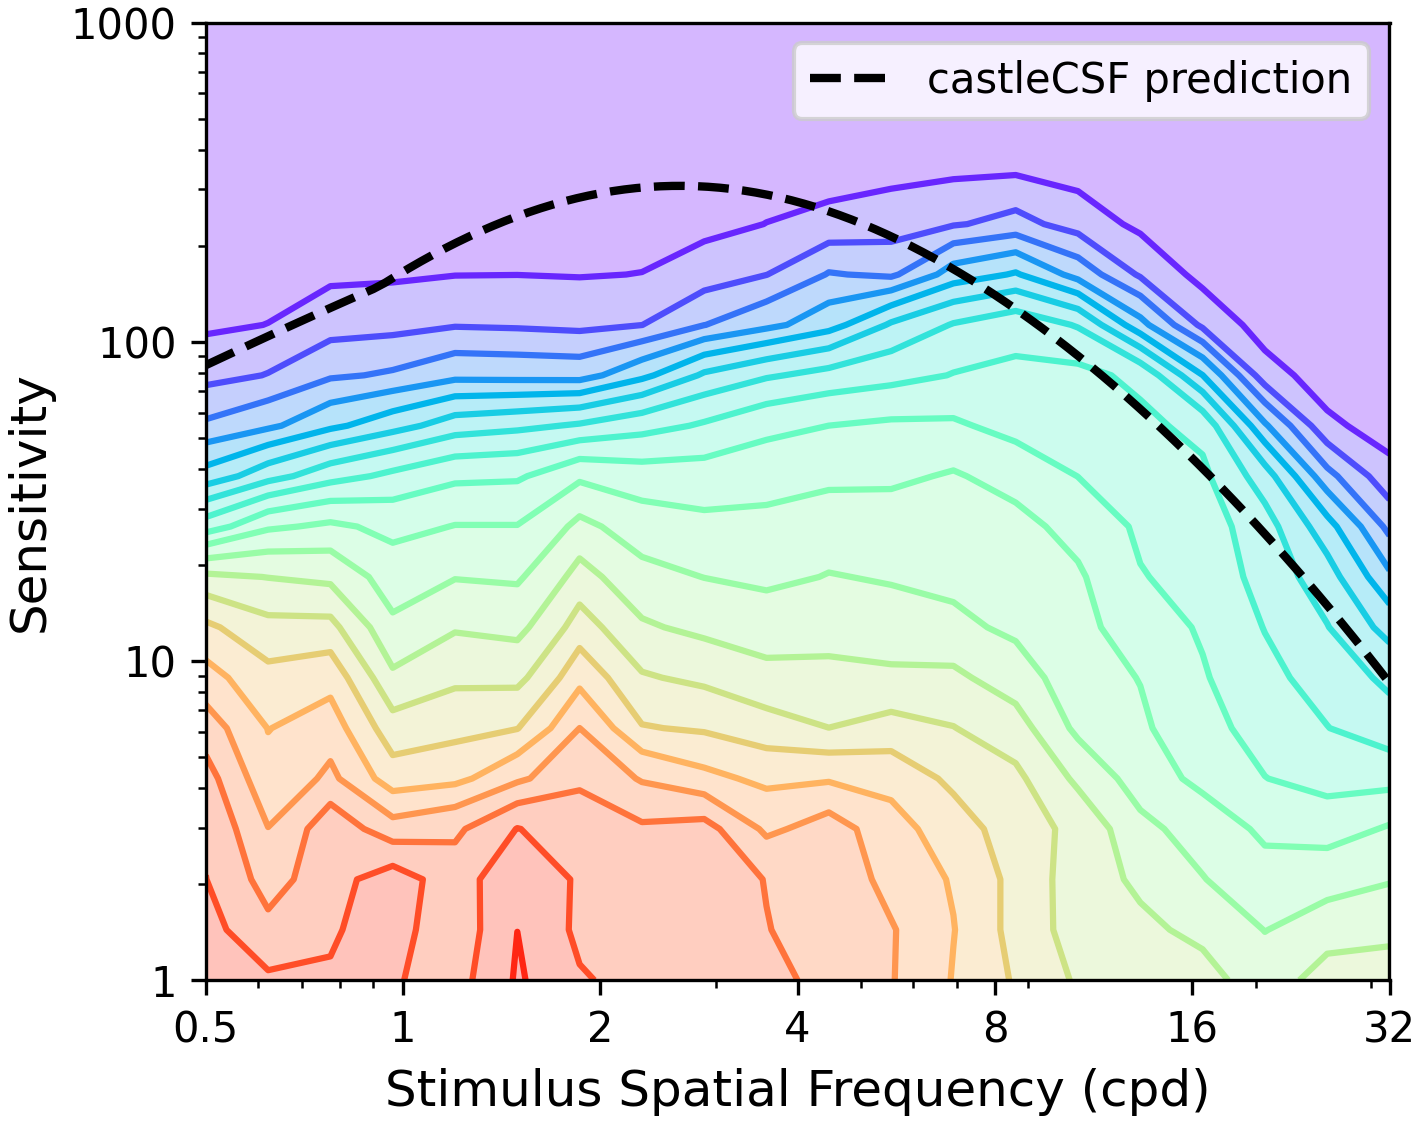 1000
castleCSF prediction
100
Sensitivity
10
1
0.5 1 2 4 8 16 32
Stimulus Spatial Frequency (cpd)